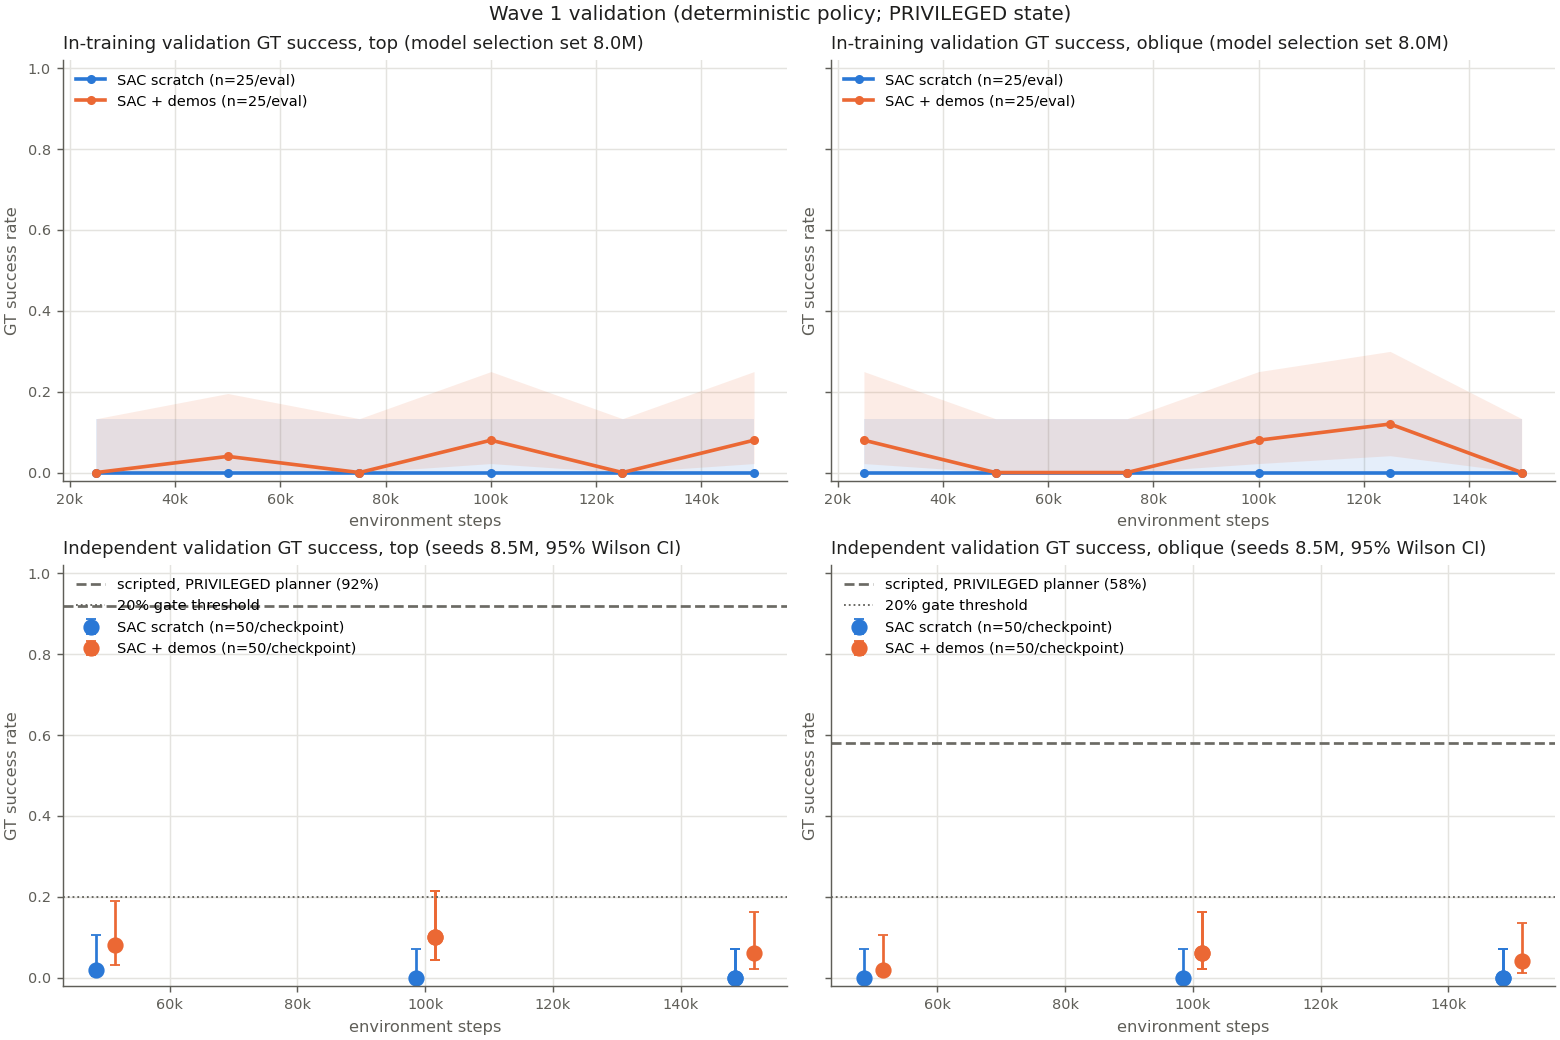 Wave 1 validation (deterministic policy; PRIVILEGED state)
In-training validation GT success, top (model selection set 8.0M)
SAC scratch (n=25/eval)
SAC + demos (n=25/eval)
1.0
0.8
0.6
0.4
0.2
0.0
GT success rate
20k
40k
60k
80k
100k
120k
140k
environment steps
In-training validation GT success, oblique (model selection set 8.0M)
SAC scratch (n=25/eval)
SAC + demos (n=25/eval)
GT success rate
20k
40k
60k
80k
100k
120k
140k
environment steps
Independent validation GT success, top (seeds 8.5M, 95% Wilson CI)
scripted, PRIVILEGED planner (92%)
20% gate threshold
SAC scratch (n=50/checkpoint)
SAC + demos (n=50/checkpoint)
1.0
0.8
0.6
0.4
0.2
0.0
GT success rate
60k
80k
100k
120k
140k
environment steps
Independent validation GT success, oblique (seeds 8.5M, 95% Wilson CI)
scripted, PRIVILEGED planner (58%)
20% gate threshold
SAC scratch (n=50/checkpoint)
SAC + demos (n=50/checkpoint)
GT success rate
60k
80k
100k
120k
140k
environment steps